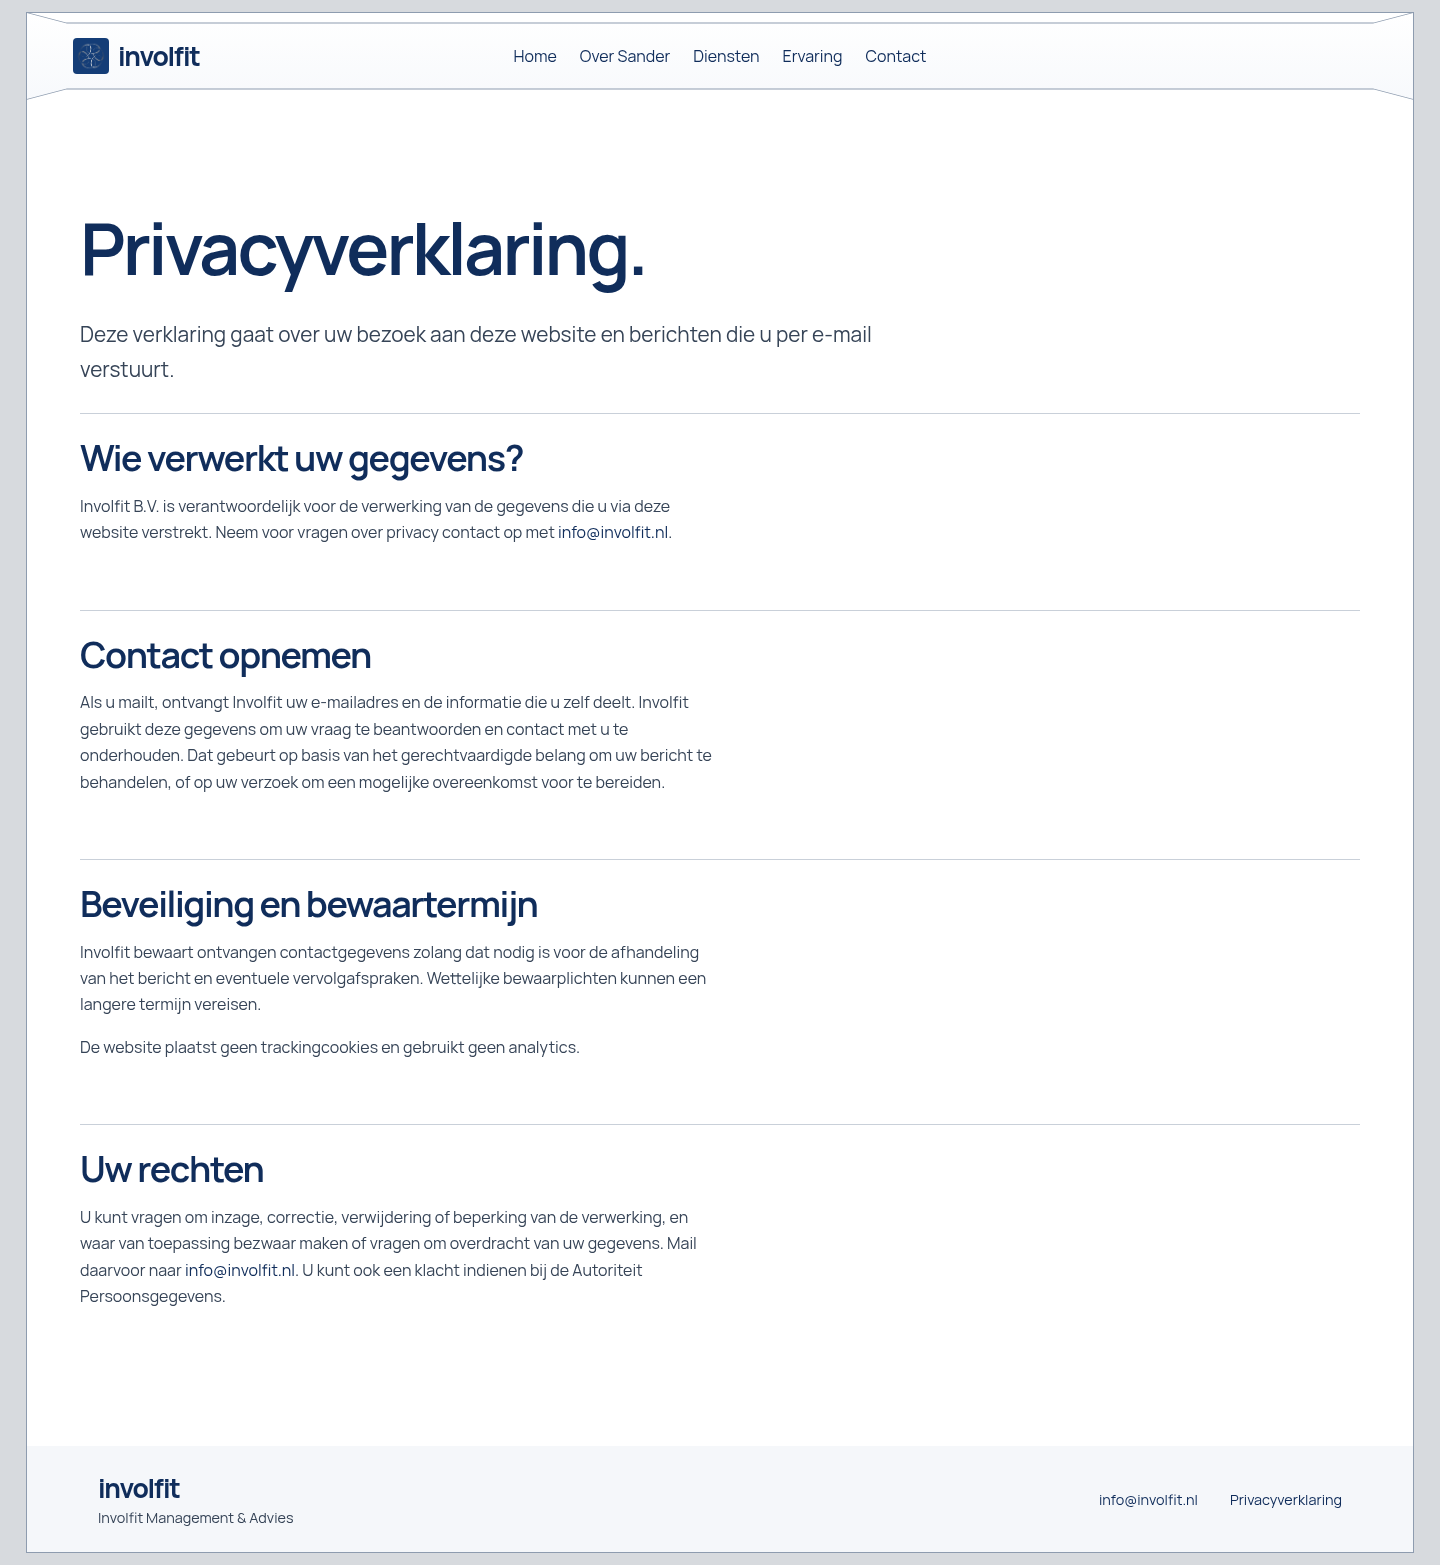 involfit
Home Over Sander Diensten Ervaring Contact
Privacyverklaring.
Deze verklaring gaat over uw bezoek aan deze website en berichten die u per e-mail
verstuurt.
Wie verwerkt uw gegevens?
Involfit B.V. is verantwoordelijk voor de verwerking van de gegevens die u via deze
website verstrekt. Neem voor vragen over privacy contact op met info@involfit.nl.
Contact opnemen
Als u mailt, ontvangt Involfit uw e-mailadres en de informatie die u zelf deelt. Involfit
gebruikt deze gegevens om uw vraag te beantwoorden en contact met u te
onderhouden. Dat gebeurt op basis van het gerechtvaardigde belang om uw bericht te
behandelen, of op uw verzoek om een mogelijke overeenkomst voor te bereiden.
Beveiliging en bewaartermijn
Involfit bewaart ontvangen contactgegevens zolang dat nodig is voor de afhandeling
van het bericht en eventuele vervolgafspraken. Wettelijke bewaarplichten kunnen een
langere termijn vereisen.
De website plaatst geen trackingcookies en gebruikt geen analytics.
Uw rechten
U kunt vragen om inzage, correctie, verwijdering of beperking van de verwerking, en
waar van toepassing bezwaar maken of vragen om overdracht van uw gegevens. Mail
daarvoor naar info@involfit.nl. U kunt ook een klacht indienen bij de Autoriteit
Persoonsgegevens.
involfit
Involfit Management & Advies
info@involfit.nl Privacyverklaring